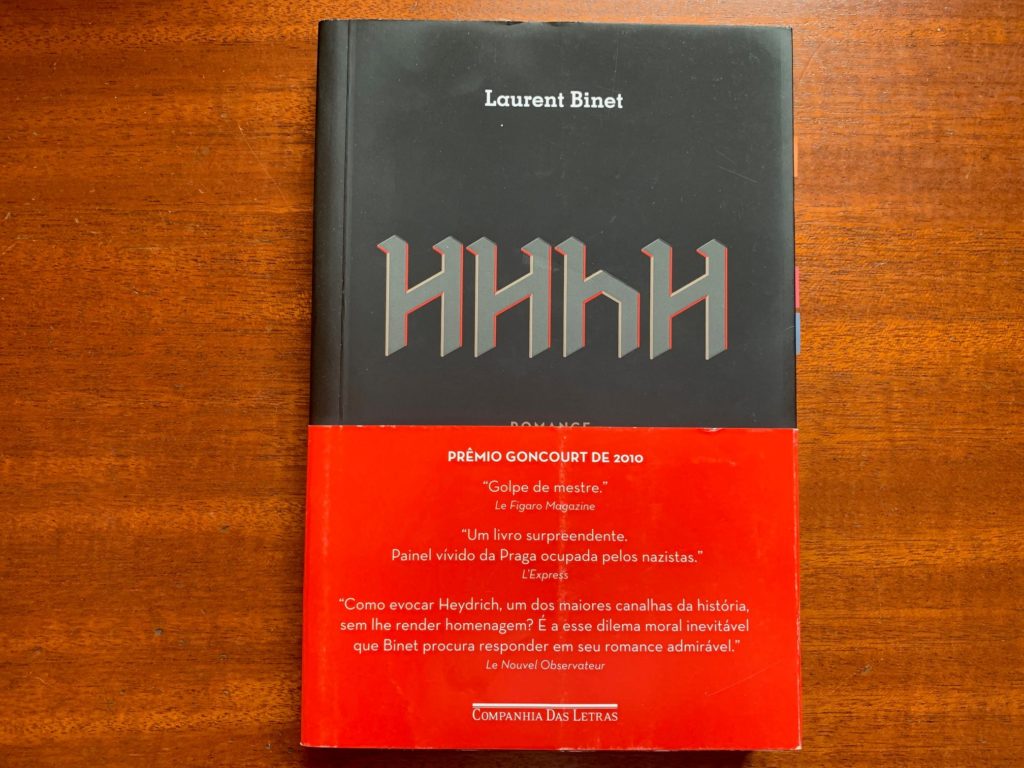 Laurent Binet
HHhH
ROMANCE
PRÊMIO GONCOURT DE 2010
“Golpe de mestre.”
Le Figaro Magazine
“Um livro surpreendente.
Painel vívido da Praga ocupada pelos nazistas.”
L’Express
“Como evocar Heydrich, um dos maiores canalhas da história,
sem lhe render homenagem? É a esse dilema moral inevitável
que Binet procura responder em seu romance admirável.”
Le Nouvel Observateur
COMPANHIA DAS LETRAS